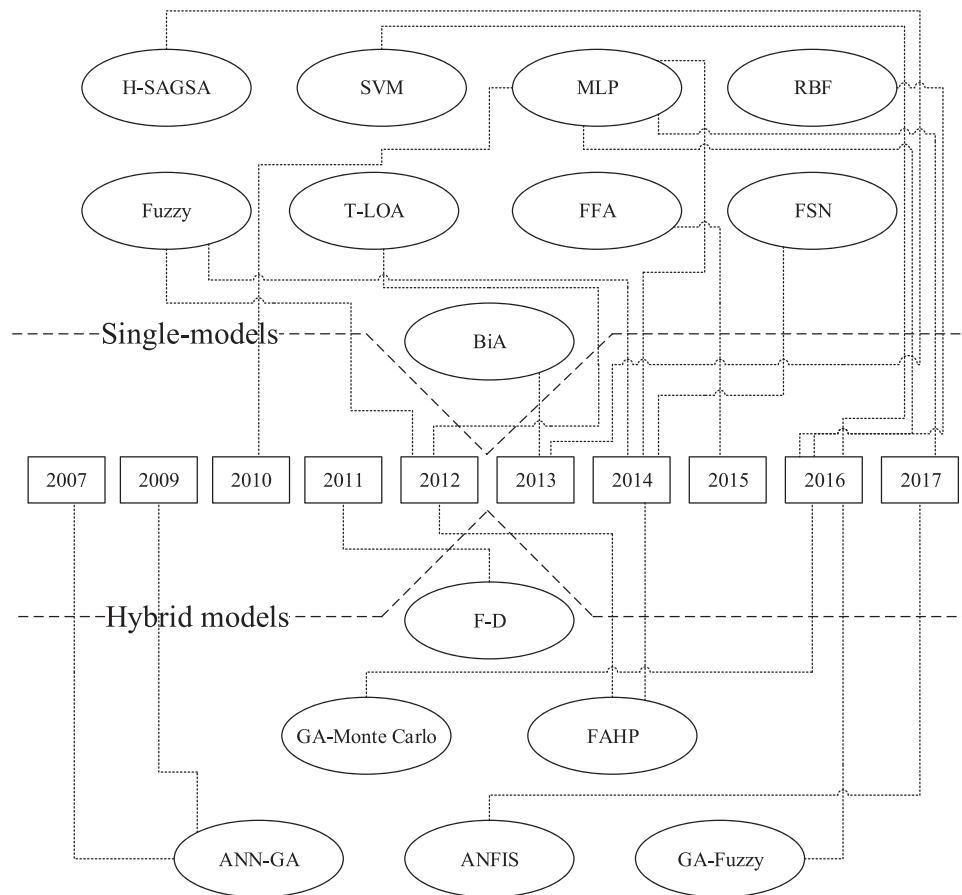 H-SAGSA SVM MLP RBF
Fuzzy T-LOA FFA FSN
Single-models BiA
2007 2009 2010 2011 2012 2013 2014 2015 2016 2017
Hybrid models F-D
GA-Monte Carlo FAHP
ANN-GA ANFIS GA-Fuzzy